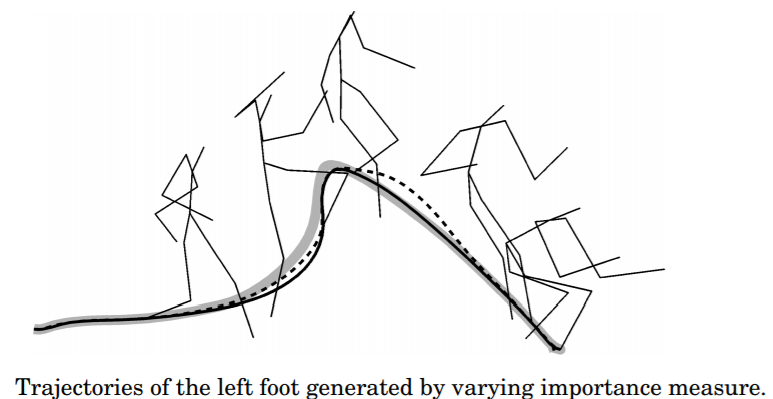 Trajectories of the left foot generated by varying importance measure.